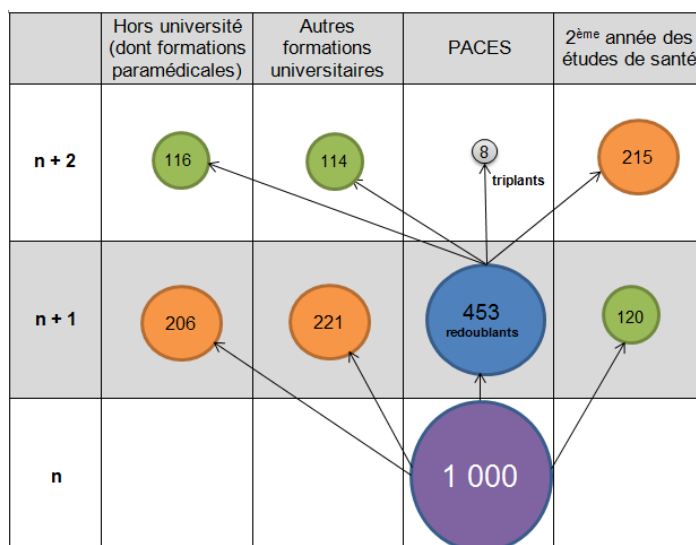 Hors université
(dont formations
paramédicales)
Autres
formations
universitaires
PACES
2ème année des
études de santé
n + 2
116
114
8
triplants
215
n + 1
206
221
453
redoublants
120
n
1 000